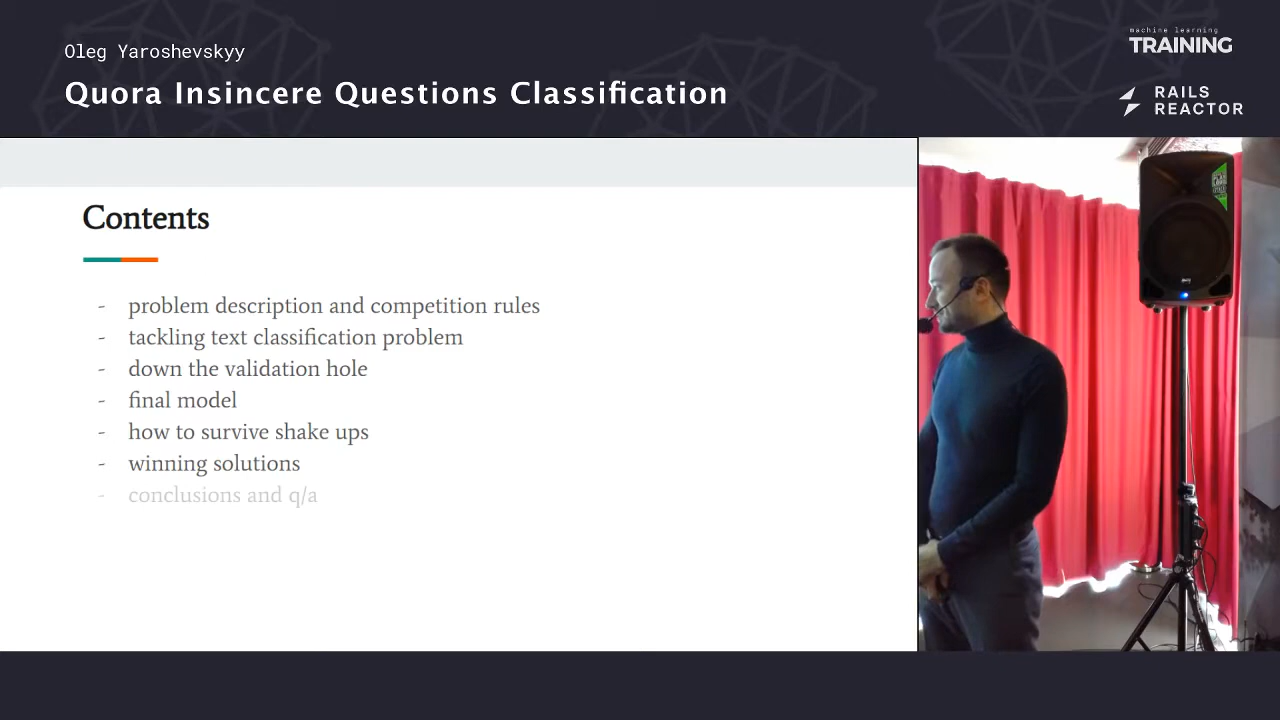 Oleg Yaroshevskyy
Quora Insincere Questions Classification
machine learning
TRAINING
RAILS
REACTOR
Contents
- problem description and competition rules
- tackling text classification problem
- down the validation hole
- final model
- how to survive shake ups
- winning solutions
- conclusions and q/a